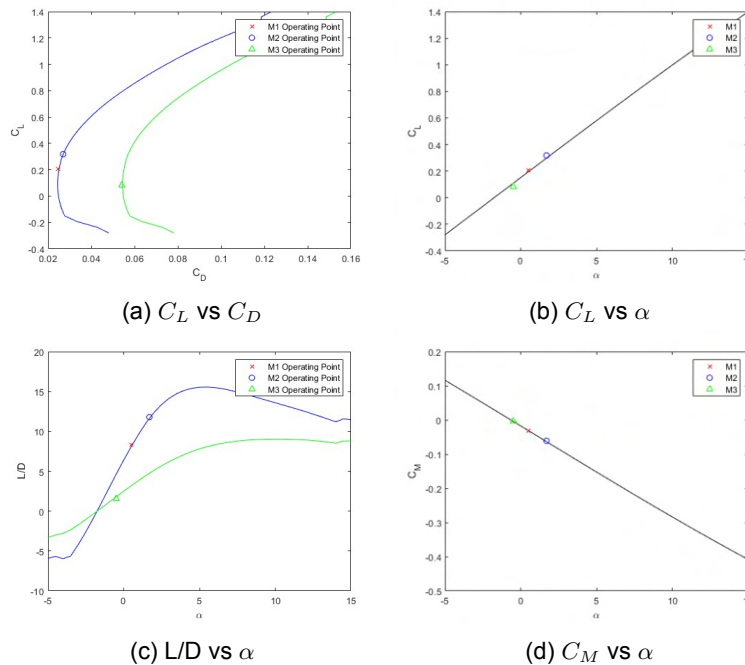 1.4
1.2
1
0.8
0.6
0.4
0.2
0
-0.2
-0.4
C_L
M1 Operating Point
M2 Operating Point
M3 Operating Point
0.02 0.04 0.06 0.08 0.1 0.12 0.14 0.16
C_D
(a) C_L vs C_D
1.4
1.2
1
0.8
0.6
0.4
0.2
0
-0.2
-0.4
C_L
M1
M2
M3
-5 0 5 10 15
α
(b) C_L vs α
20
15
10
5
0
-5
-10
L/D
M1 Operating Point
M2 Operating Point
M3 Operating Point
-5 0 5 10 15
α
(c) L/D vs α
0.2
0.1
0
-0.1
-0.2
-0.3
-0.4
-0.5
C_M
M1
M2
M3
-5 0 5 10 15
α
(d) C_M vs α